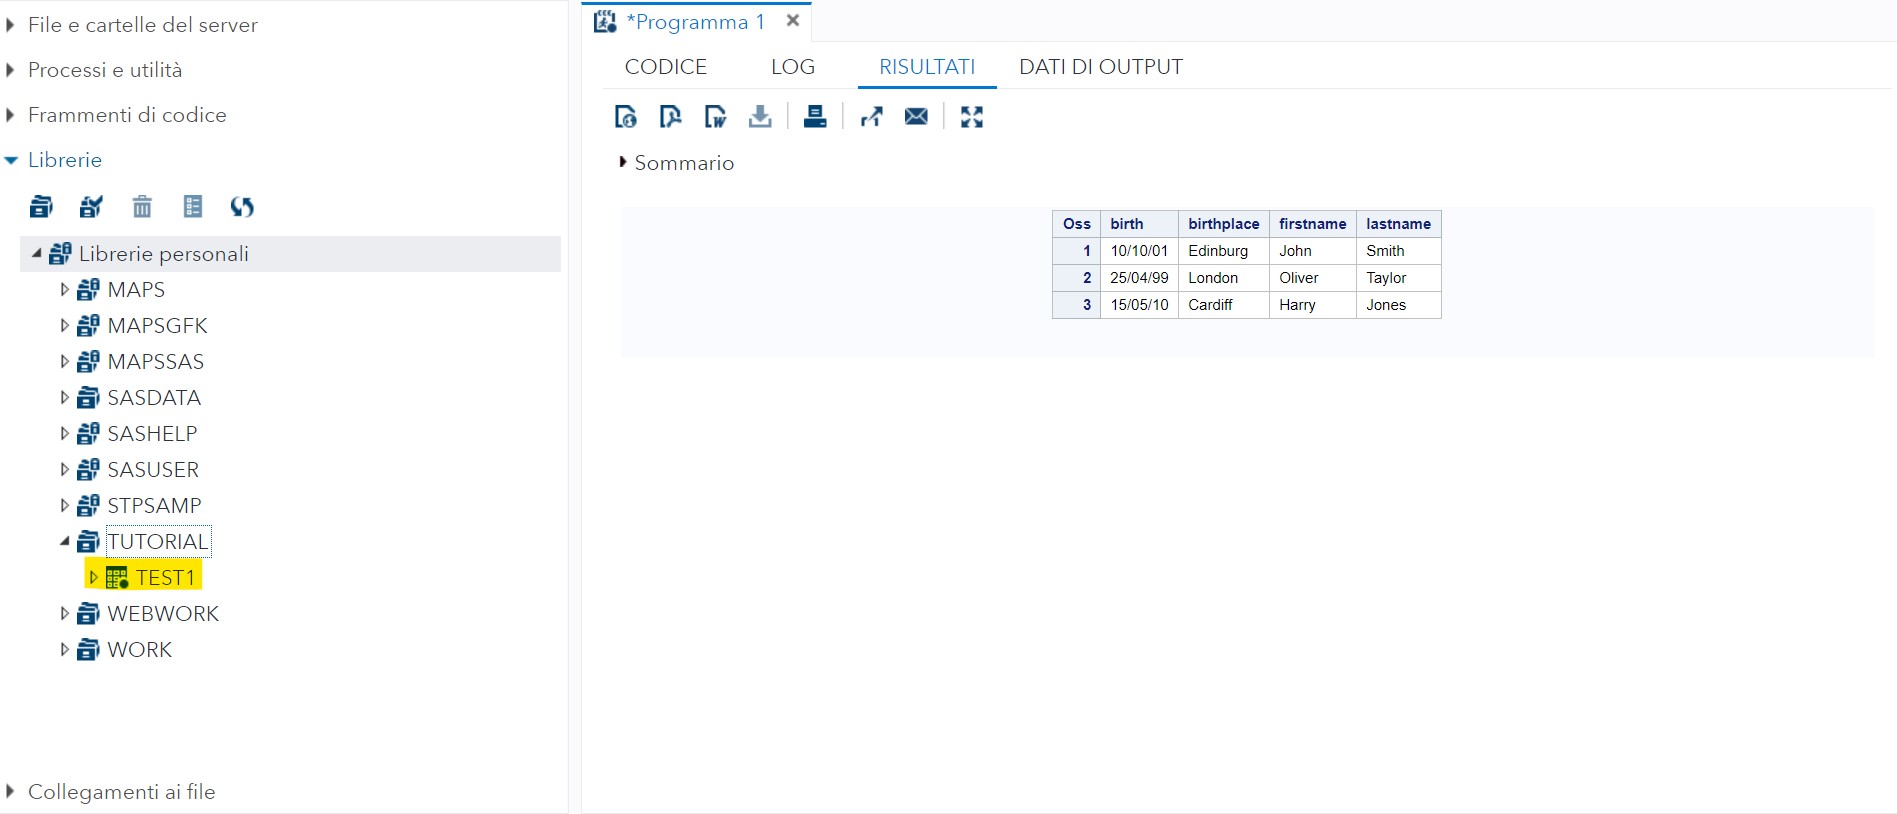 File e cartelle del server
Processi e utilità
Frammenti di codice
Librerie
Librerie personali
MAPS
MAPSGFK
MAPSSAS
SASDATA
SASHELP
SASUSER
STPSAMP
TUTORIAL
TEST1
WEBWORK
WORK
Collegamenti ai file
*Programma 1
CODICE LOG RISULTATI DATI DI OUTPUT
Sommario
Oss birth birthplace firstname lastname
1 10/10/01 Edinburg John Smith
2 25/04/99 London Oliver Taylor
3 15/05/10 Cardiff Harry Jones